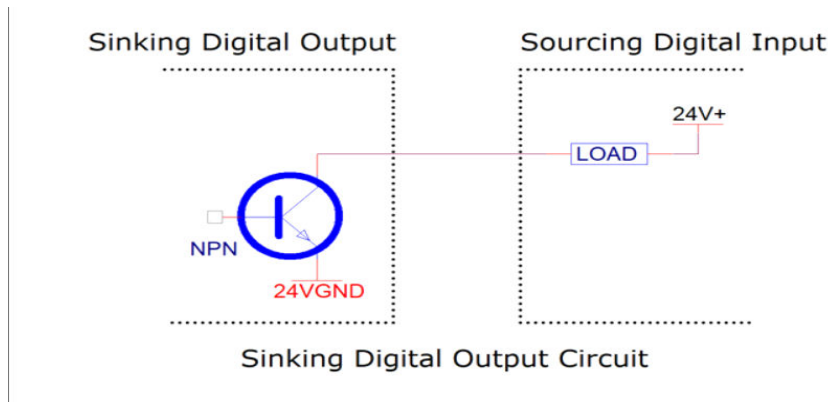 Sinking Digital Output
Sourcing Digital Input
24V+
LOAD
NPN
24VGND
Sinking Digital Output Circuit